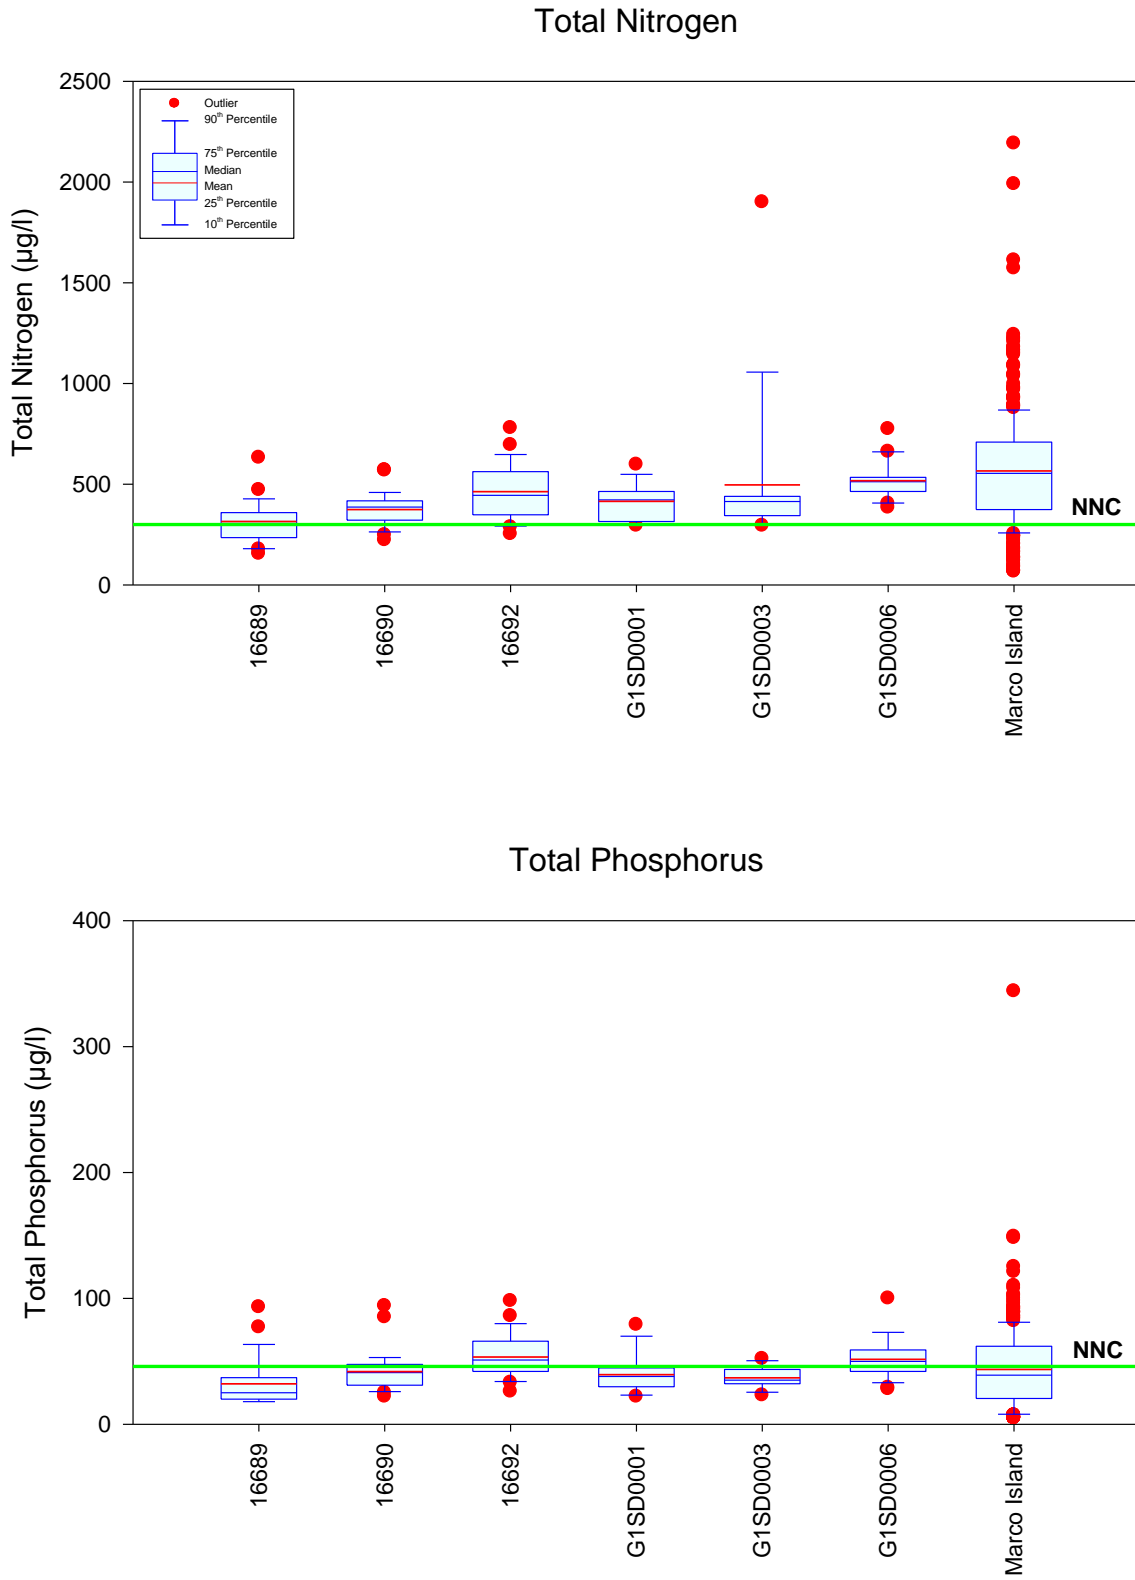 Total Nitrogen
Total Nitrogen (µg/l)
2500
2000
1500
1000
500
0
Outlier
90th Percentile
75th Percentile
Median
Mean
25th Percentile
10th Percentile
NNC
16689
16690
16692
G1SD0001
G1SD0003
G1SD0006
Marco Island
Total Phosphorus
Total Phosphorus (µg/l)
400
300
200
100
0
NNC
16689
16690
16692
G1SD0001
G1SD0003
G1SD0006
Marco Island